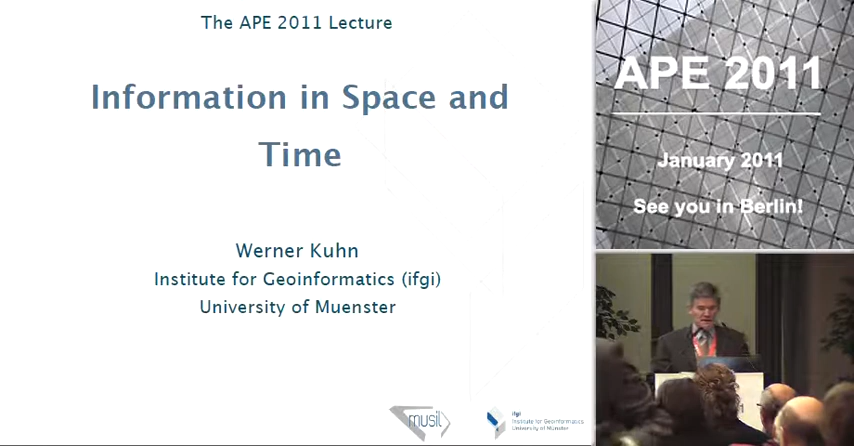 The APE 2011 Lecture
Information in Space and
Time
Werner Kuhn
Institute for Geoinformatics (ifgi)
University of Muenster
musil
ifgi
Institute for Geoinformatics
University of Münster
APE 2011
January 2011
See you in Berlin!